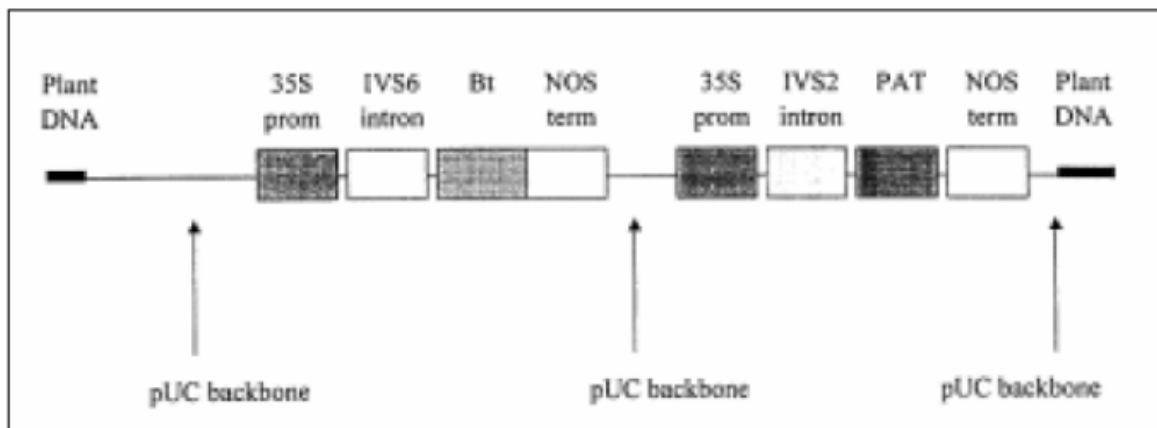 Plant 35S IVS6 Bt NOS 35S IVS2 PAT NOS Plant
DNA prom intron term prom intron term DNA
pUC backbone pUC backbone pUC backbone